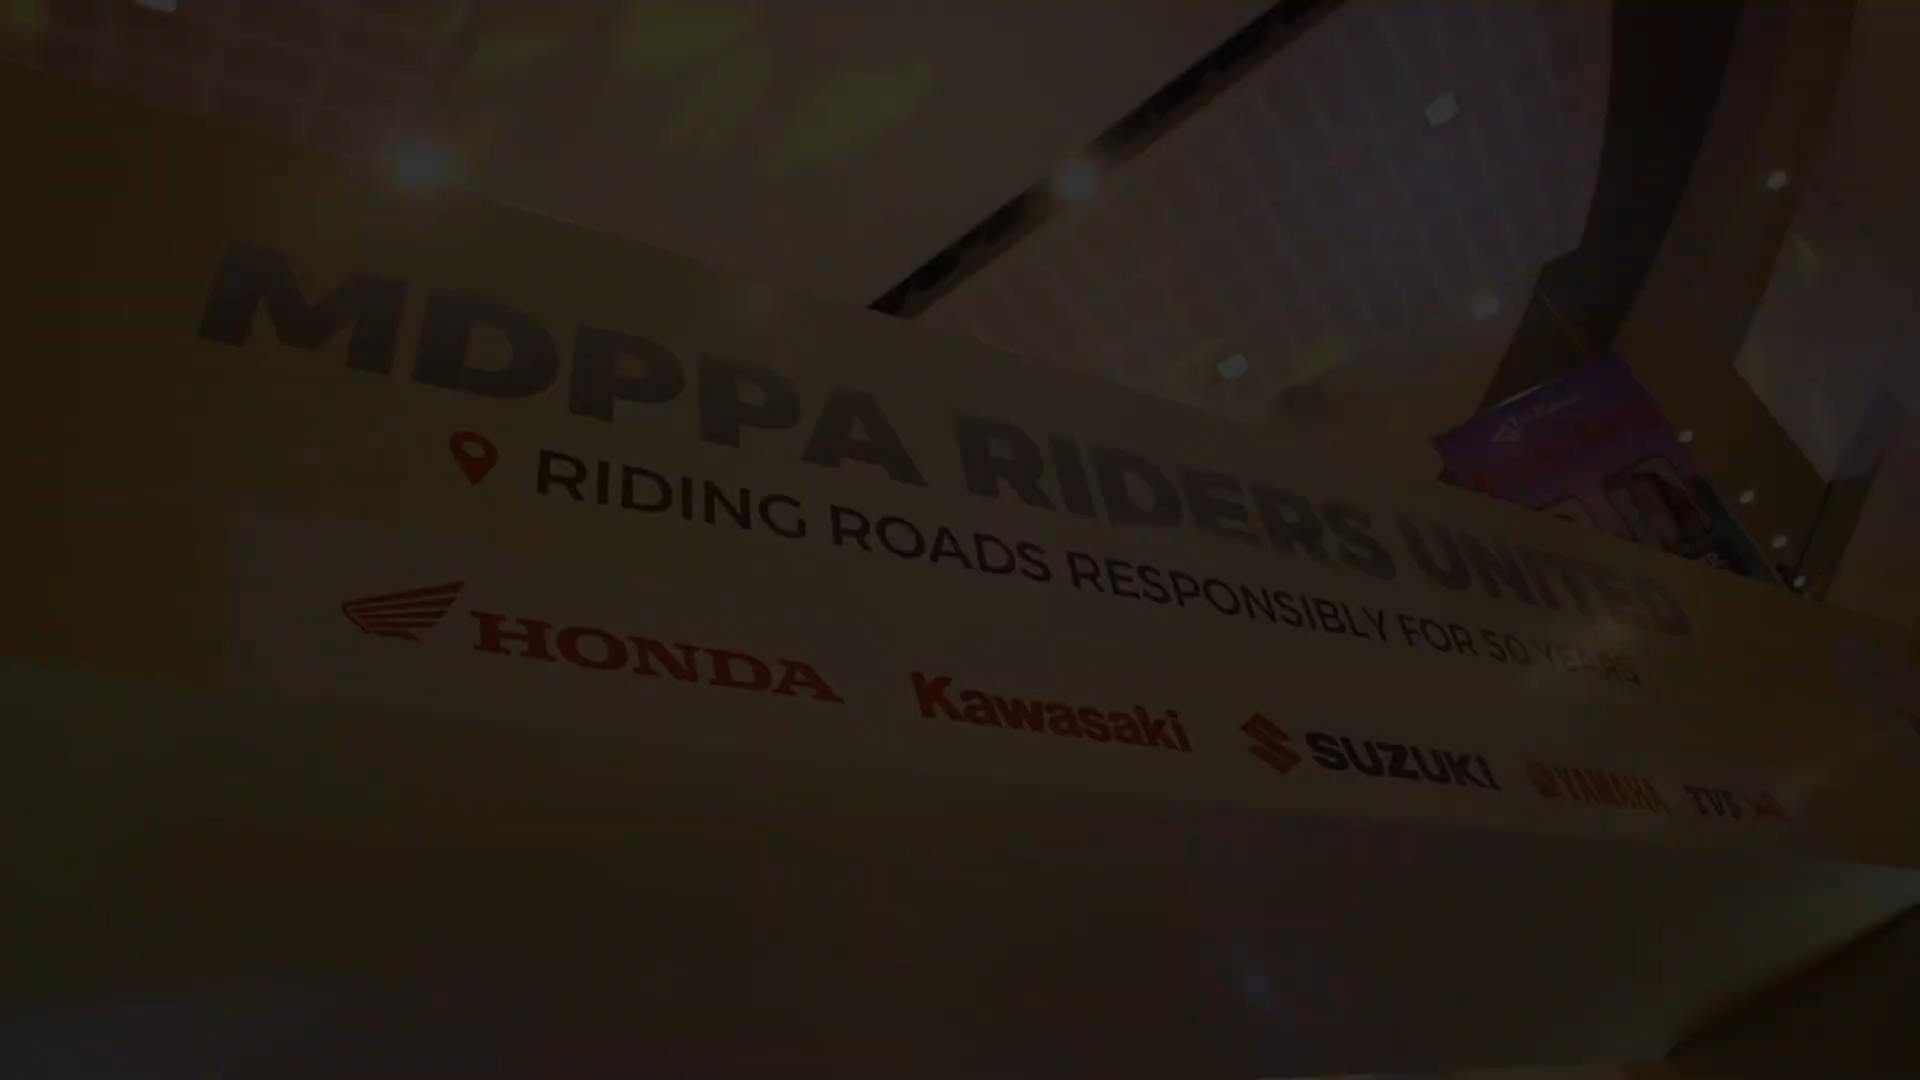 MDPPA RIDERS UNITED
RIDING ROADS RESPONSIBLY FOR 50 YEARS
HONDA Kawasaki SUZUKI YAMAHA TVS